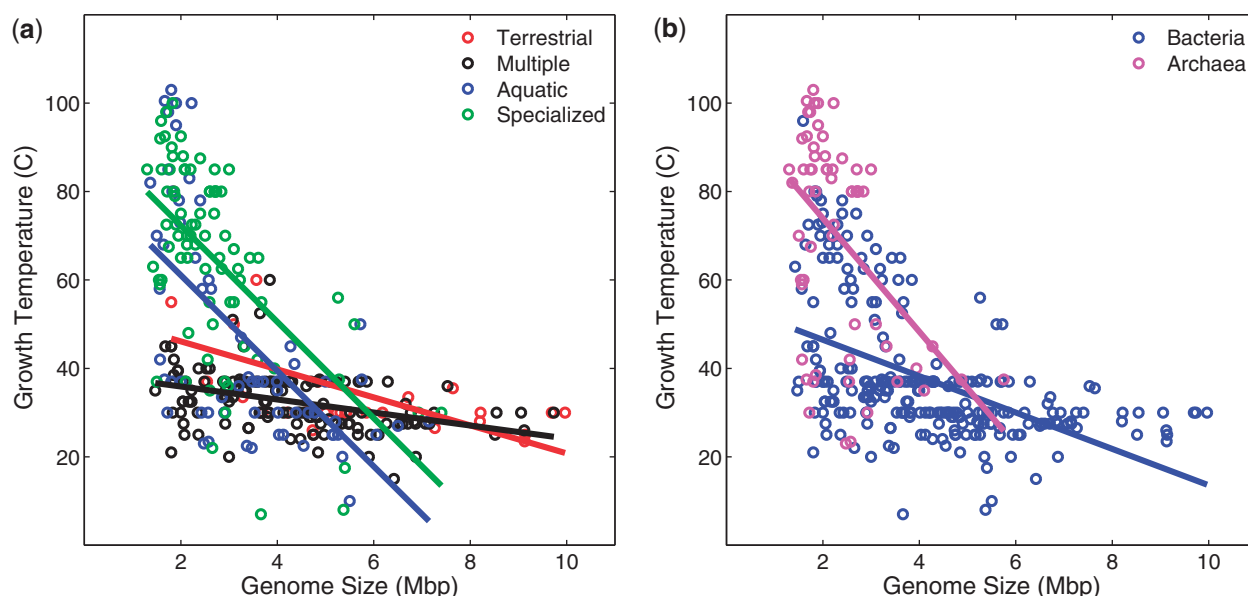 (a)
Terrestrial
Multiple
Aquatic
Specialized
Growth Temperature (C)
100
80
60
40
20
2 4 6 8 10
Genome Size (Mbp)
(b)
Bacteria
Archaea
Growth Temperature (C)
100
80
60
40
20
2 4 6 8 10
Genome Size (Mbp)